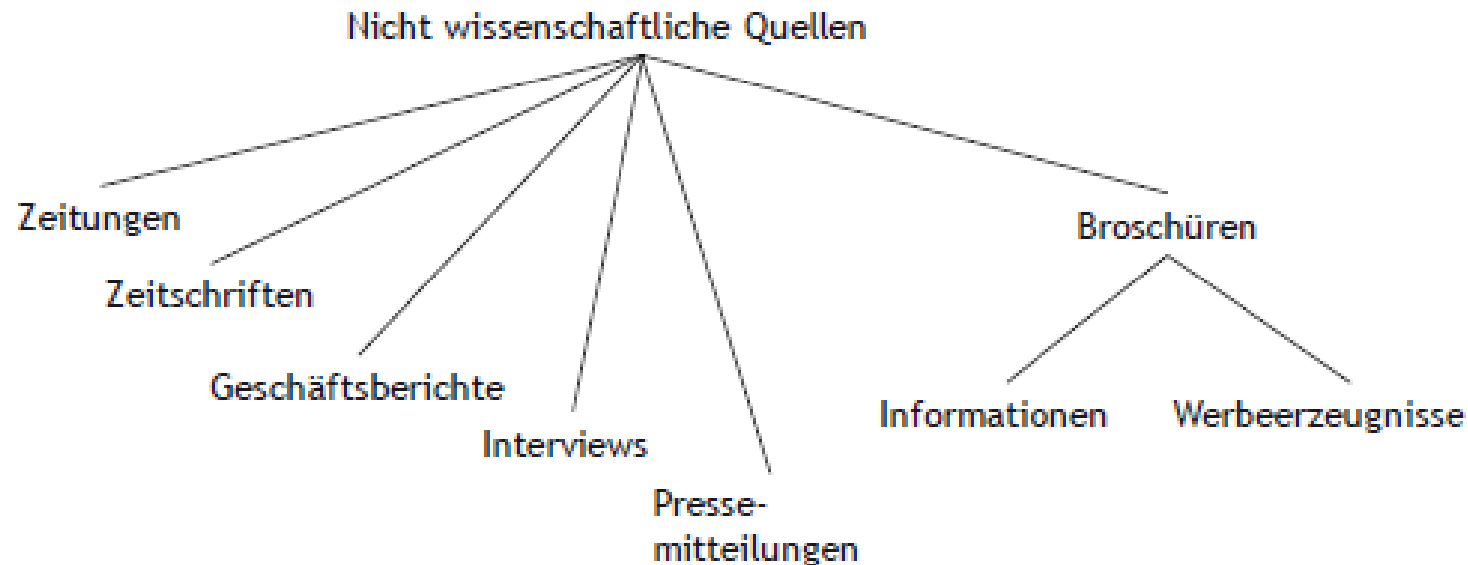 Nicht wissenschaftliche Quellen
Zeitungen
Zeitschriften
Geschäftsberichte
Interviews
Presse-
mitteilungen
Broschüren
Informationen
Werbeerzeugnisse